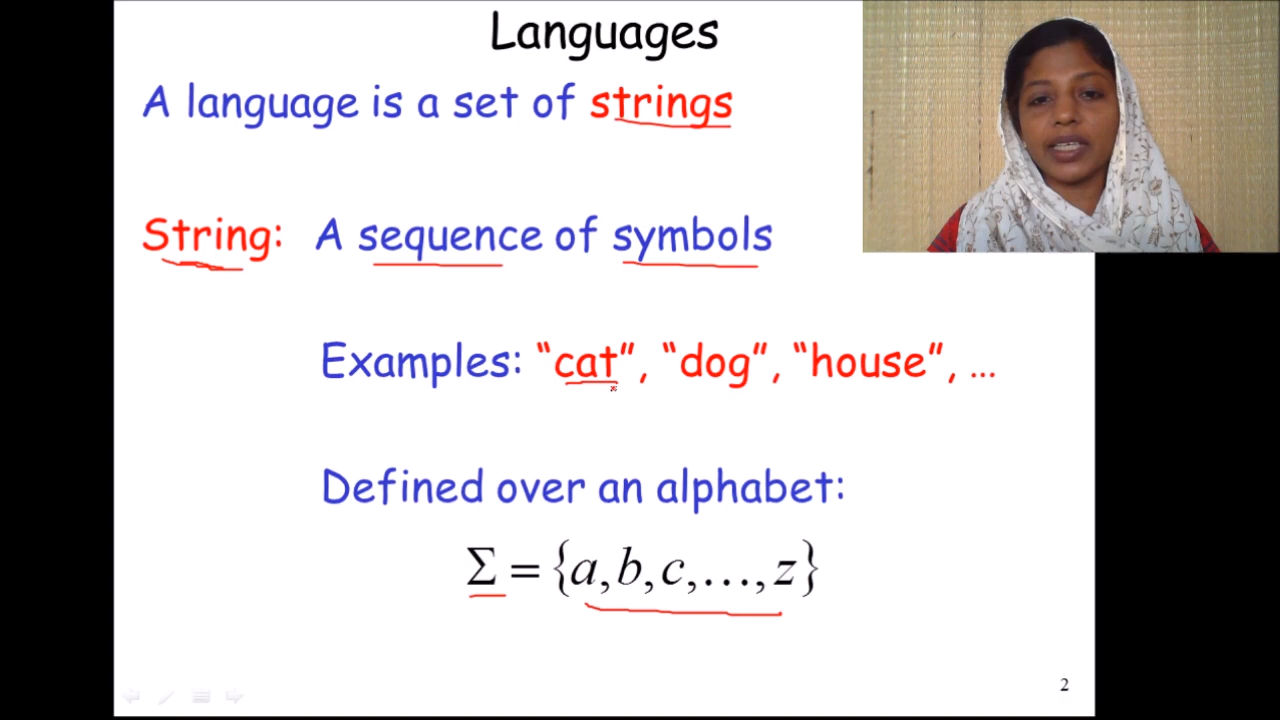 Languages
A language is a set of strings
String: A sequence of symbols
Examples: “cat”, “dog”, “house”, …
Defined over an alphabet:
Σ = {a, b, c, …, z}
2